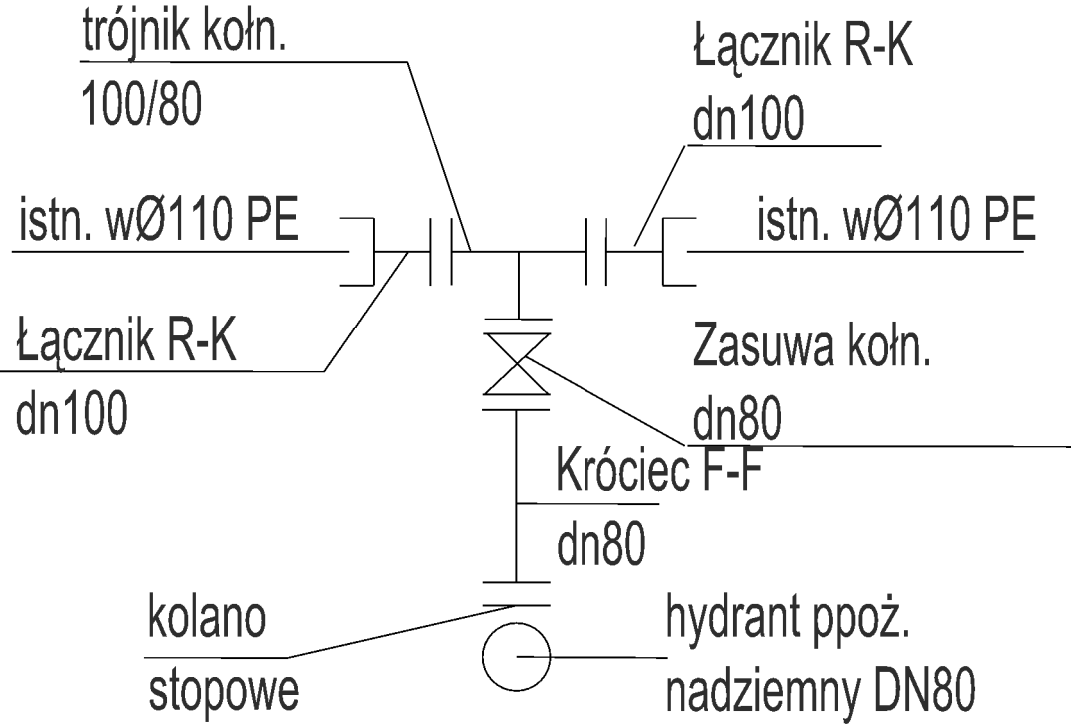 trójnik kołn.
100/80
Łącznik R-K
dn100
istn. wØ110 PE
istn. wØ110 PE
Łącznik R-K
dn100
Zasuwa kołn.
dn80
Króciec F-F
dn80
kolano
stopowe
hydrant ppoż.
nadziemny DN80